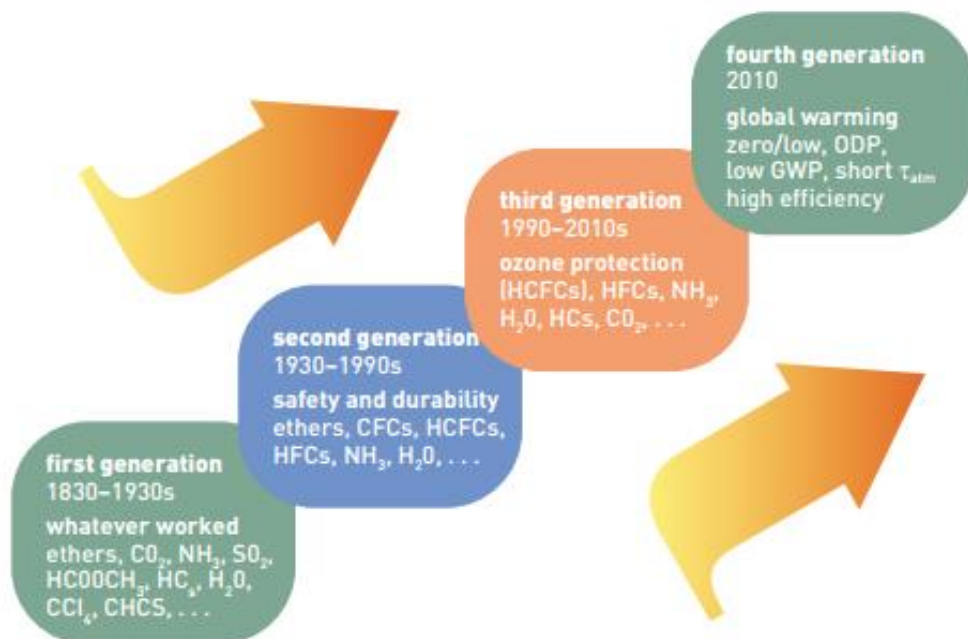 fourth generation
2010
global warming
zero/low, ODP,
low GWP, short τatm
high efficiency
third generation
1990–2010s
ozone protection
(HCFCs), HFCs, NH₃,
H₂0, HCs, C0₂, . . .
second generation
1930–1990s
safety and durability
ethers, CFCs, HCFCs,
HFCs, NH₃, H₂0, . . .
first generation
1830–1930s
whatever worked
ethers, C0₂, NH₃, S0₂,
HC00CH₃, HCₛ, H₂0,
CCl₄, CHCS, . . .